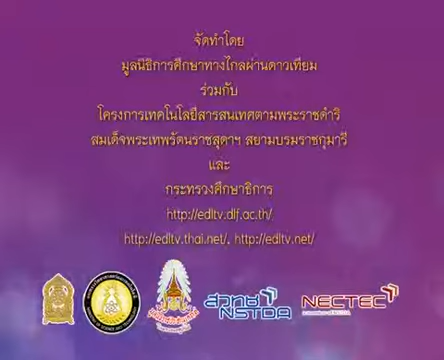 จัดทำโดย
มูลนิธิการศึกษาทางไกลผ่านดาวเทียม
ร่วมกับ
โครงการเทคโนโลยีสารสนเทศตามพระราชดำริ
สมเด็จพระเทพรัตนราชสุดาฯ สยามบรมราชกุมารี
และ
กระทรวงศึกษาธิการ
http://edltv.dlf.ac.th/
http://edltv.thai.net/, http://edltv.net/
สวทช NSTDA
NECTEC